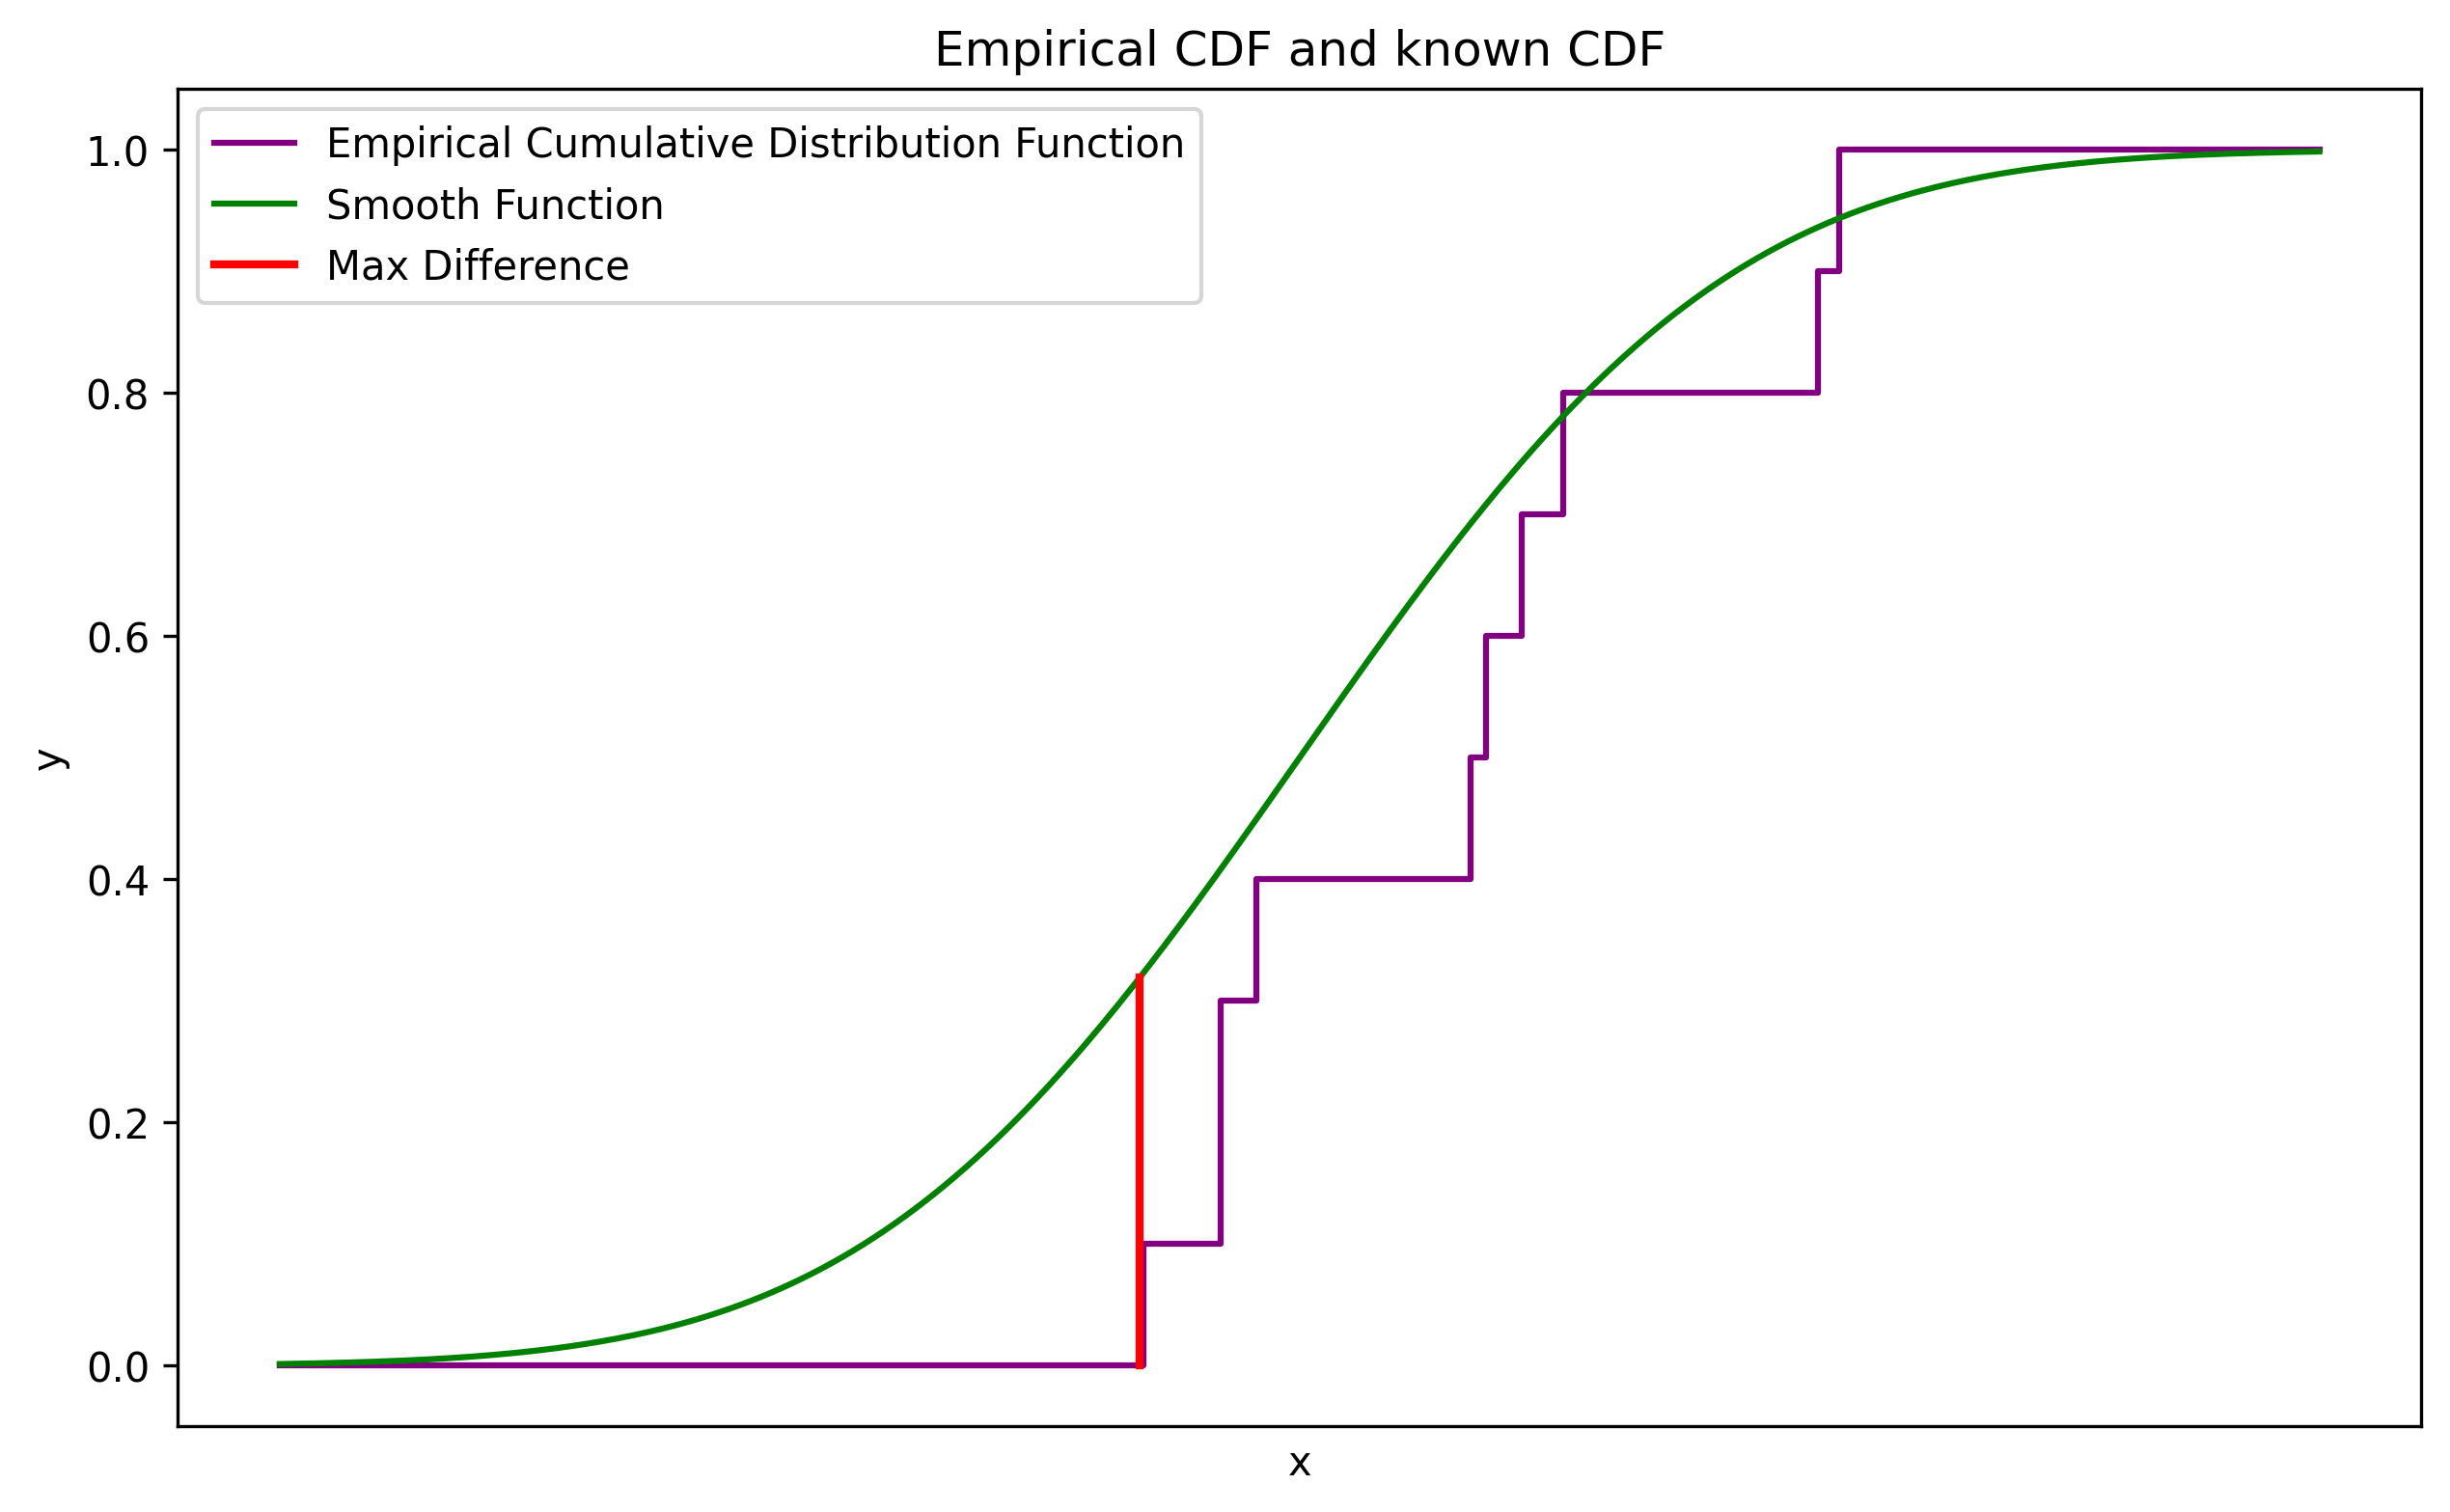 Empirical CDF and known CDF
Empirical Cumulative Distribution Function
Smooth Function
Max Difference
1.0
0.8
0.6
0.4
0.2
0.0
y
x